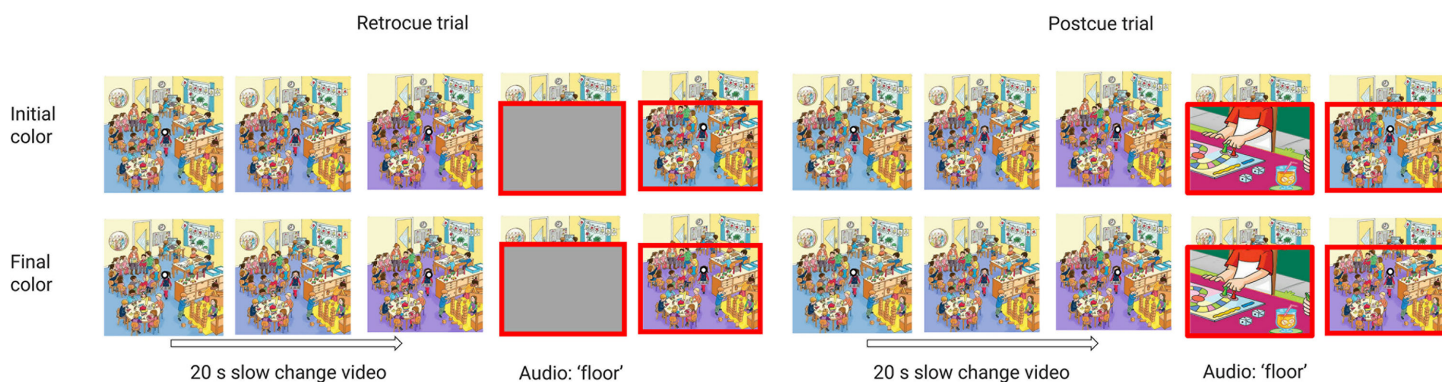 Retrocue trial
Postcue trial
Initial
color
Final
color
20 s slow change video
Audio: 'floor'
20 s slow change video
Audio: 'floor'